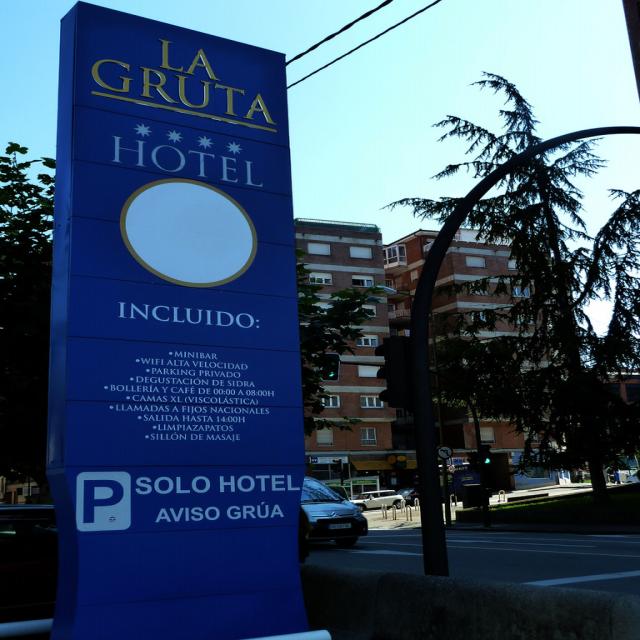 LA
GRUTA
HOTEL
INCLUIDO:
•MINIBAR
•WIFI ALTA VELOCIDAD
•PARKING PRIVADO
•DEGUSTACIÓN DE SIDRA
•BOLLERÍA Y CAFÉ DE 00:00 A 08:00H
•CAMAS XL (VISCOLÁSTICA)
•LLAMADAS A FIJOS NACIONALES
•SALIDA HASTA 14:00H
•LIMPIAZAPATOS
•SILLÓN DE MASAJE
P SOLO HOTEL
AVISO GRÚA